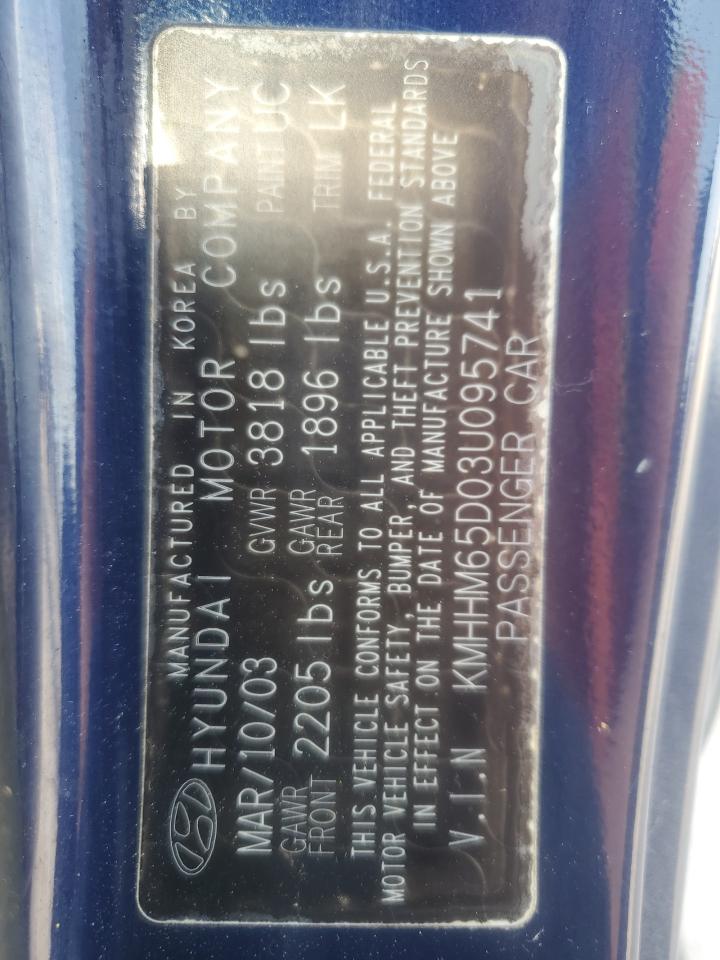 MANUFACTURED IN KOREA BY
HYUNDAI MOTOR COMPANY
MAR/10/03 GVWR 3818 lbs PAINT UC
GAWR FRONT 2205 lbs GAWR REAR 1896 lbs TRIM LK
THIS VEHICLE CONFORMS TO ALL APPLICABLE U.S.A. FEDERAL
MOTOR VEHICLE SAFETY, BUMPER, AND THEFT PREVENTION STANDARDS
IN EFFECT ON THE DATE OF MANUFACTURE SHOWN ABOVE
V.I.N KMHHM65D03U095741
PASSENGER CAR